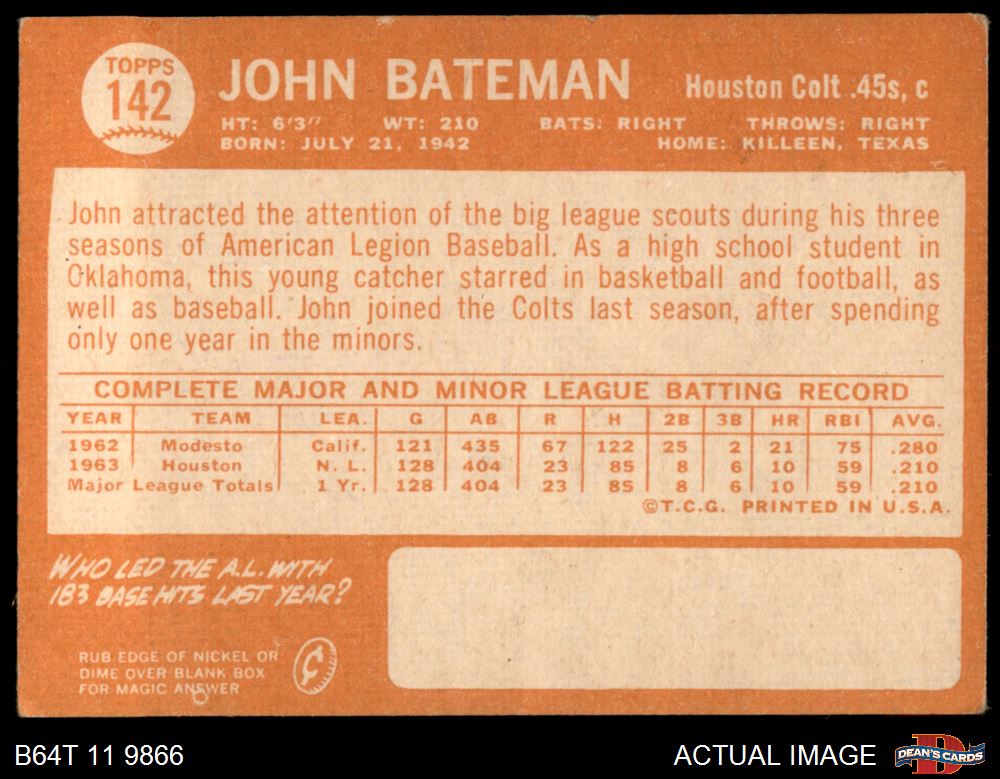 TOPPS
142
JOHN BATEMAN
Houston Colt .45s, c
HT: 6'3" WT: 210 BATS: RIGHT THROWS: RIGHT
BORN: JULY 21, 1942 HOME: KILLEEN, TEXAS
John attracted the attention of the big league scouts during his three
seasons of American Legion Baseball. As a high school student in
Oklahoma, this young catcher starred in basketball and football, as
well as baseball. John joined the Colts last season, after spending
only one year in the minors.
COMPLETE MAJOR AND MINOR LEAGUE BATTING RECORD
YEAR TEAM LEA. G AB R H 2B 3B HR RBI AVG.
1962 Modesto Calif. 121 435 67 122 25 2 21 75 .280
1963 Houston N. L. 128 404 23 85 8 6 10 59 .210
Major League Totals 1 Yr. 128 404 23 85 8 6 10 59 .210
©T.C.G. PRINTED IN U.S.A.
WHO LED THE A.L. WITH
183 BASE HITS LAST YEAR?
RUB EDGE OF NICKEL OR
DIME OVER BLANK BOX
FOR MAGIC ANSWER
B64T 11 9866
ACTUAL IMAGE
DEAN'S CARDS